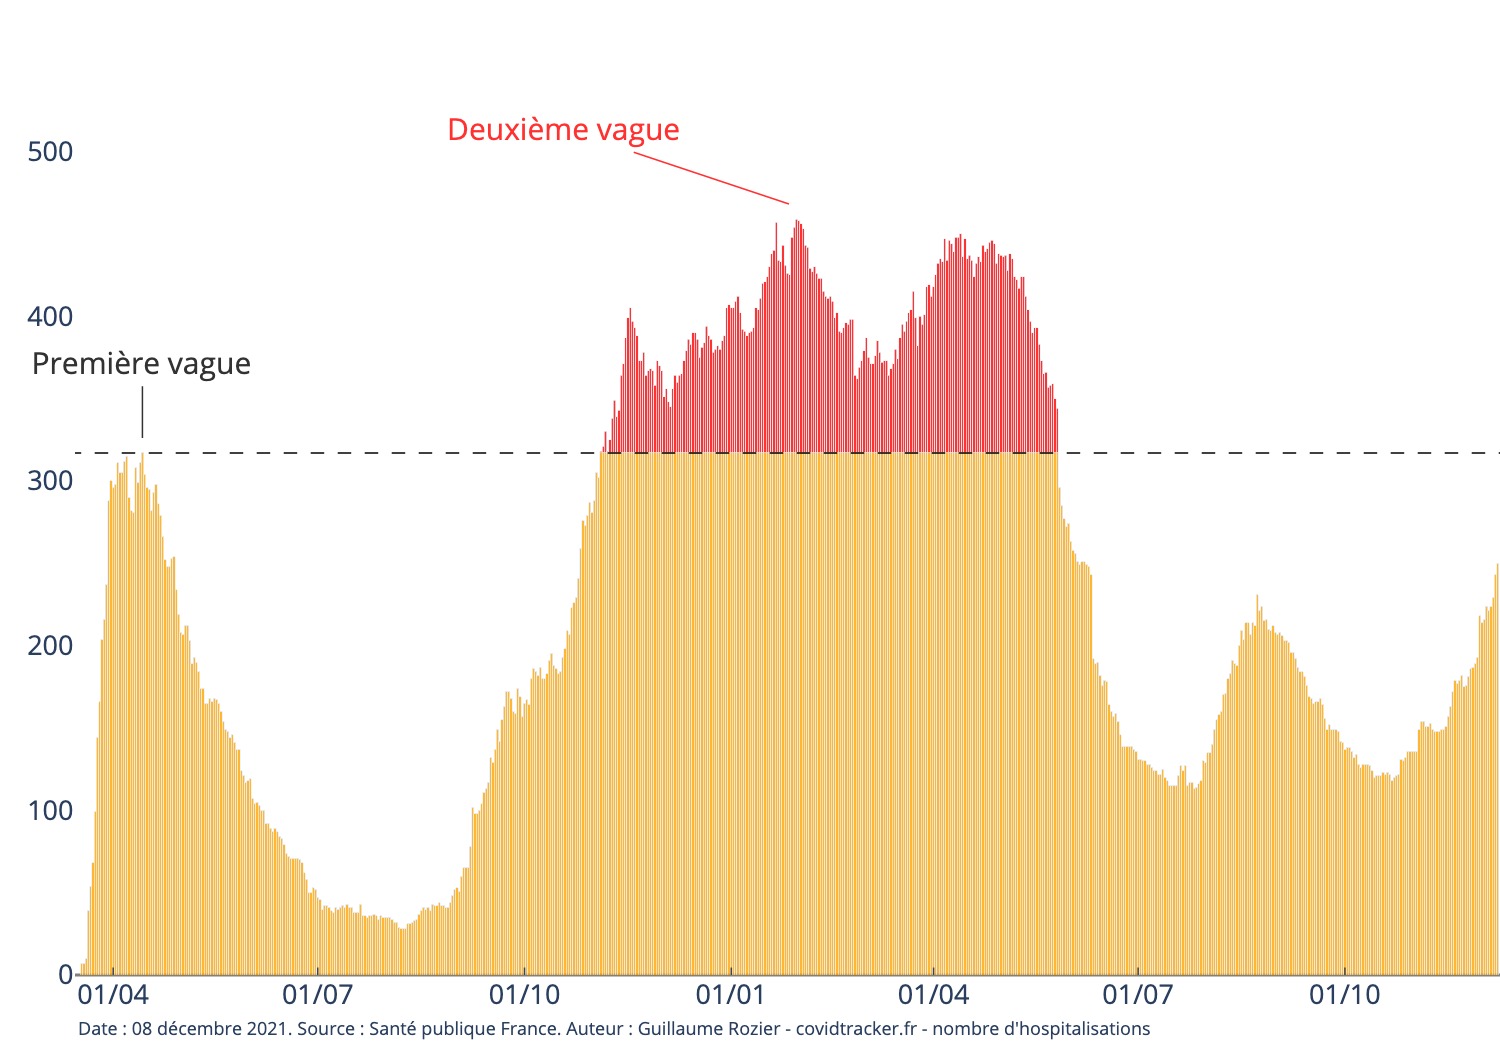 Deuxième vague
500
400
Première vague
300
200
100
0
01/04 01/07 01/10 01/01 01/04 01/07 01/10
Date : 08 décembre 2021. Source : Santé publique France. Auteur : Guillaume Rozier - covidtracker.fr - nombre d'hospitalisations